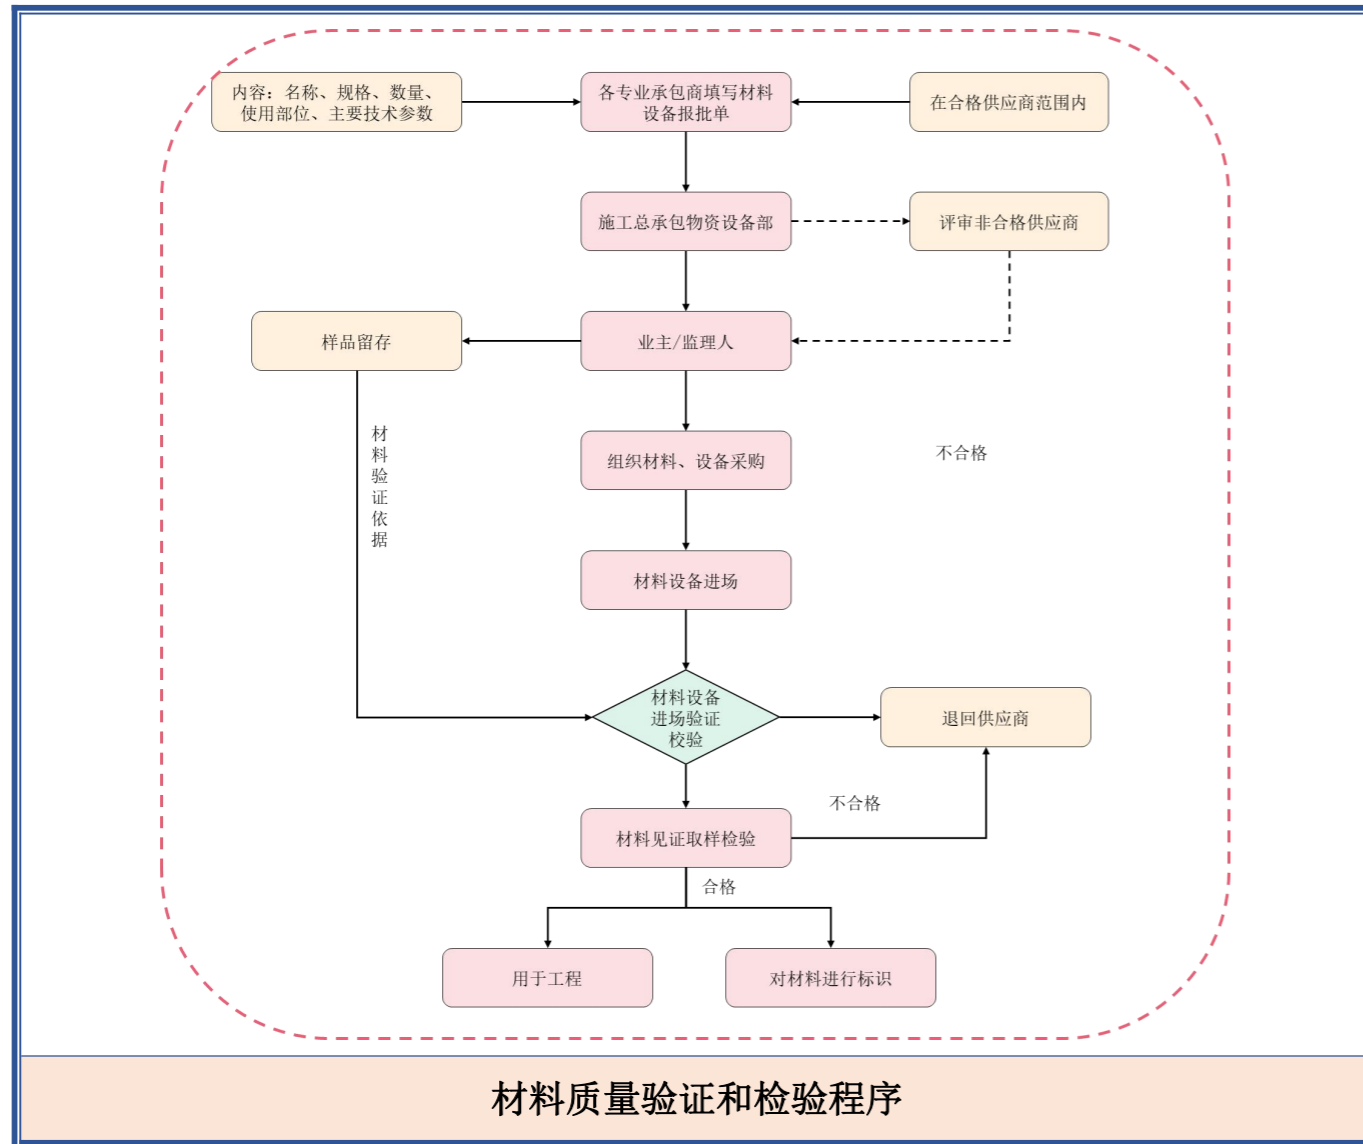 内容：名称、规格、数量、
使用部位、主要技术参数
各专业承包商填写材料
设备报批单
在合格供应商范围内
施工总承包物资设备部
评审非合格供应商
样品留存
业主/监理人
材料验证依据
组织材料、设备采购
不合格
材料设备进场
材料设备
进场验证
校验
退回供应商
不合格
材料见证取样检验
合格
用于工程
对材料进行标识
材料质量验证和检验程序